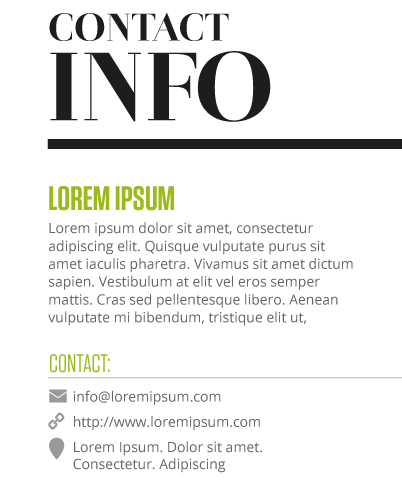 CONTACT
INFO
LOREM IPSUM
Lorem ipsum dolor sit amet, consectetur
adipiscing elit. Quisque vulputate purus sit
amet iaculis pharetra. Vivamus sit amet dictum
sapien. Vestibulum at elit vel eros semper
mattis. Cras sed pellentesque libero. Aenean
vulputate mi bibendum, tristique elit ut,
CONTACT:
info@loremipsum.com
http://www.loremipsum.com
Lorem Ipsum. Dolor sit amet.
Consectetur. Adipiscing